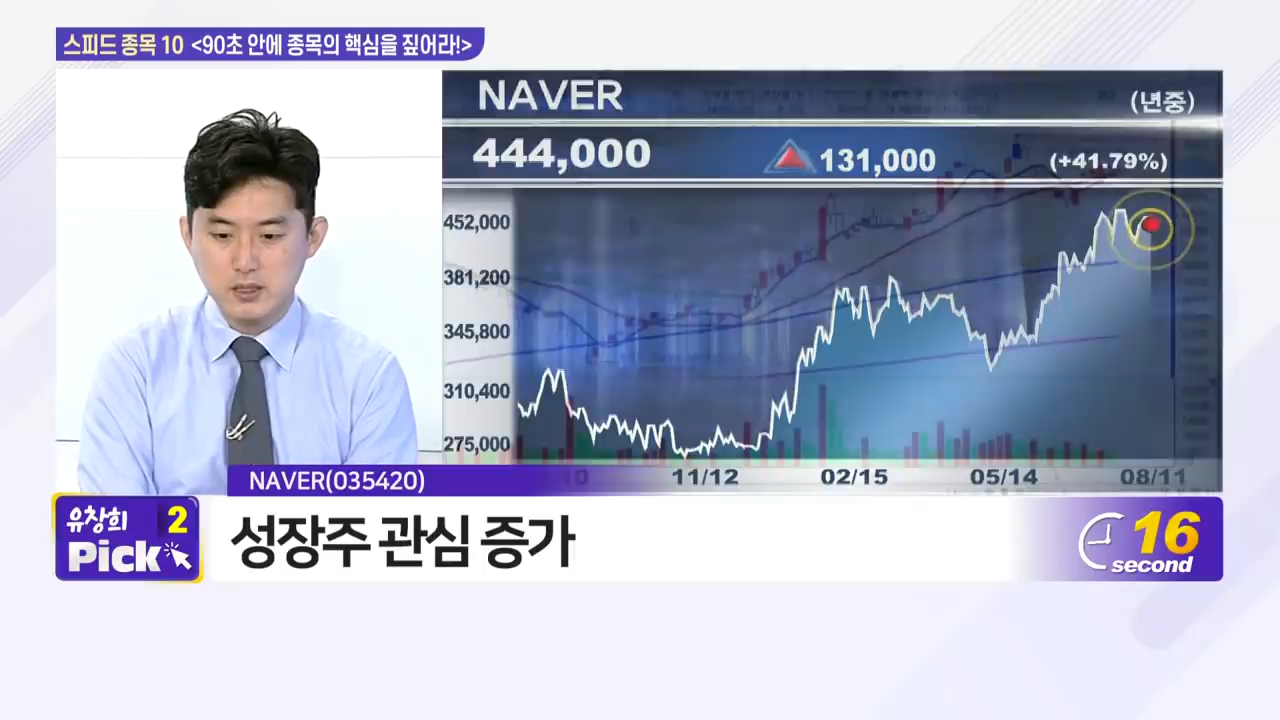 스피드 종목 10 <90초 안에 종목의 핵심을 짚어라!>
NAVER
(년중)
444,000
131,000
(+41.79%)
452,000
381,200
345,800
310,400
275,000
10 11/12 02/15 05/14 08/11
NAVER(035420)
유창희 2
Pick
성장주 관심 증가
16
second